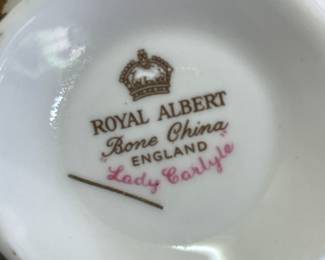 ROYAL ALBERT
"Bone China"
ENGLAND
"Lady Carlyle"